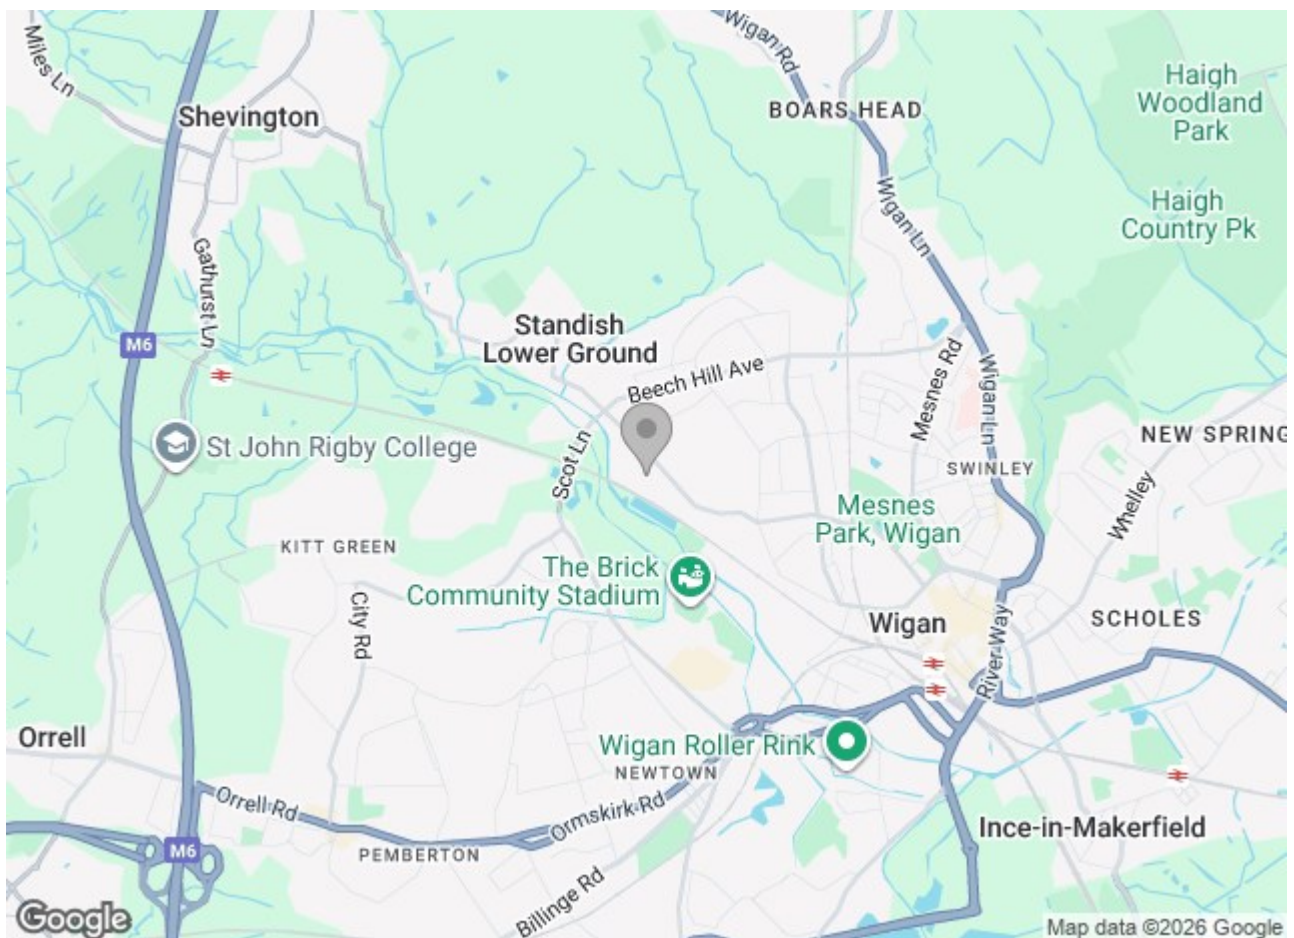 Wigan Rd
Miles Ln
Haigh
Woodland
Park
BOARS HEAD
Shevington
Wigan Ln
Haigh
Country Pk
Gathurst Ln
Standish
Lower Ground
M6
Beech Hill Ave
Mesnes Rd
Wigan Ln
St John Rigby College
Scot Ln
NEW SPRING
SWINLEY
Whelley
Mesnes
Park, Wigan
KITT GREEN
The Brick
Community Stadium
City Rd
Wigan
SCHOLES
River Way
Orrell
Wigan Roller Rink
NEWTOWN
Orrell Rd
Ormskirk Rd
Ince-in-Makerfield
M6
PEMBERTON
Billinge Rd
Google
Map data ©2026 Google